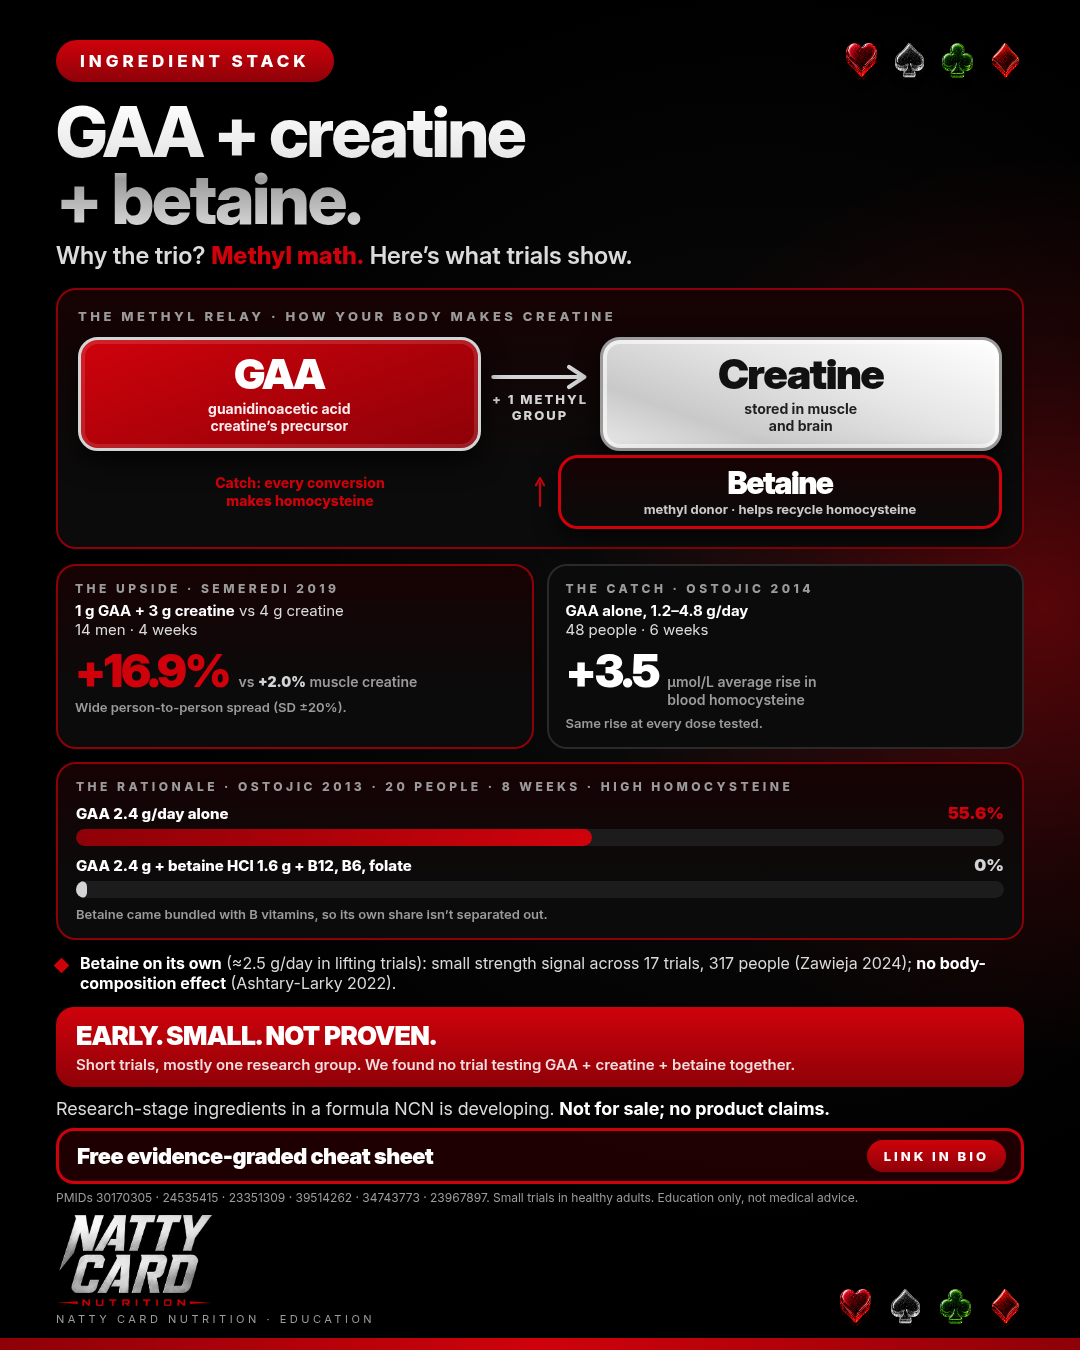 INGREDIENT STACK
GAA + creatine
+ betaine.
Why the trio? Methyl math. Here’s what trials show.
THE METHYL RELAY · HOW YOUR BODY MAKES CREATINE
GAA
guanidinoacetic acid
creatine’s precursor
+ 1 METHYL
GROUP
Creatine
stored in muscle
and brain
Catch: every conversion
makes homocysteine
↑
Betaine
methyl donor · helps recycle homocysteine
THE UPSIDE · SEMEREDI 2019
1 g GAA + 3 g creatine vs 4 g creatine
14 men · 4 weeks
+16.9% vs +2.0% muscle creatine
Wide person-to-person spread (SD ±20%).
THE CATCH · OSTOJIC 2014
GAA alone, 1.2–4.8 g/day
48 people · 6 weeks
+3.5 µmol/L average rise in
blood homocysteine
Same rise at every dose tested.
THE RATIONALE · OSTOJIC 2013 · 20 PEOPLE · 8 WEEKS · HIGH HOMOCYSTEINE
GAA 2.4 g/day alone 55.6%
GAA 2.4 g + betaine HCl 1.6 g + B12, B6, folate 0%
Betaine came bundled with B vitamins, so its own share isn’t separated out.
Betaine on its own (≈2.5 g/day in lifting trials): small strength signal across 17 trials, 317 people (Zawieja 2024); no body-
composition effect (Ashtary-Larky 2022).
EARLY. SMALL. NOT PROVEN.
Short trials, mostly one research group. We found no trial testing GAA + creatine + betaine together.
Research-stage ingredients in a formula NCN is developing. Not for sale; no product claims.
Free evidence-graded cheat sheet
LINK IN BIO
PMIDs 30170305 · 24535415 · 23351309 · 39514262 · 34743773 · 23967897. Small trials in healthy adults. Education only, not medical advice.
NATTY
CARD
NUTRITION
NATTY CARD NUTRITION · EDUCATION